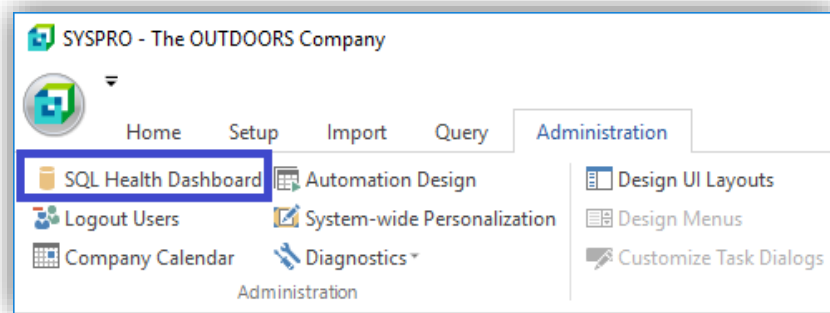 SYSPRO - The OUTDOORS Company
Home Setup Import Query Administration
SQL Health Dashboard Automation Design Design UI Layouts
Logout Users System-wide Personalization Design Menus
Company Calendar Diagnostics Customize Task Dialogs
Administration